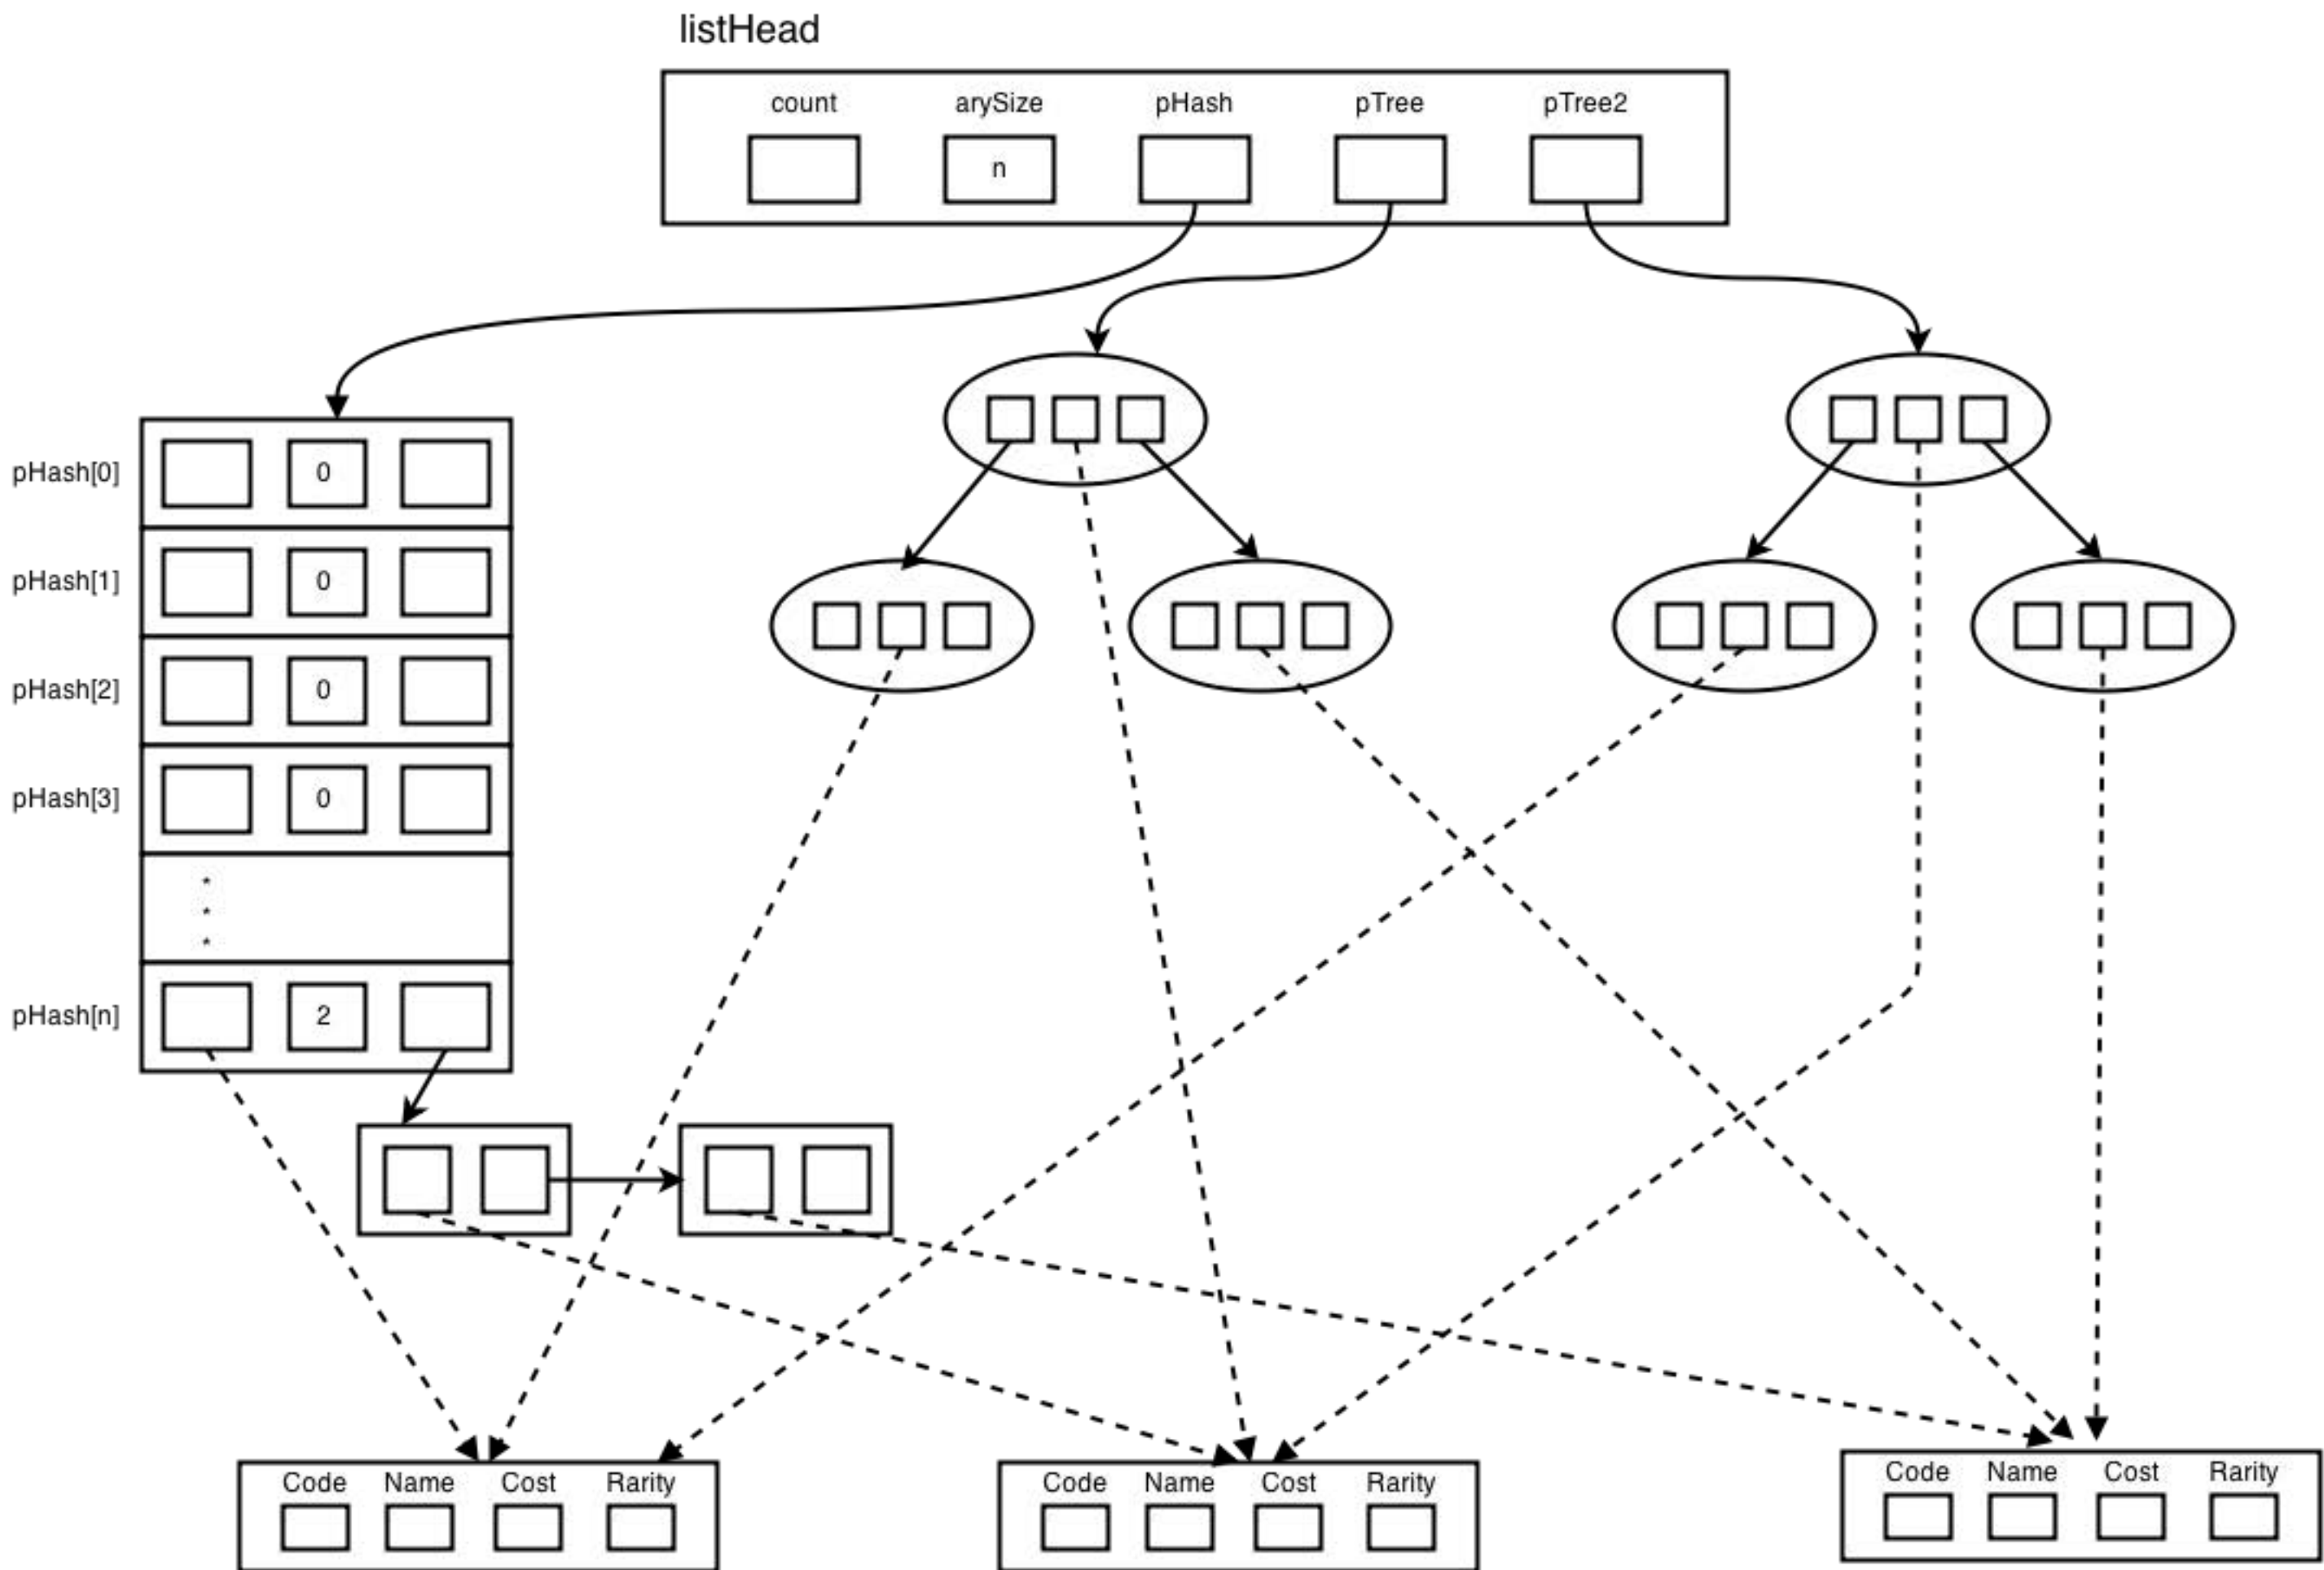 listHead
count arySize pHash pTree pTree2
n
pHash[0] 0
pHash[1] 0
pHash[2] 0
pHash[3] 0
*
*
*
pHash[n] 2
Code Name Cost Rarity
Code Name Cost Rarity
Code Name Cost Rarity